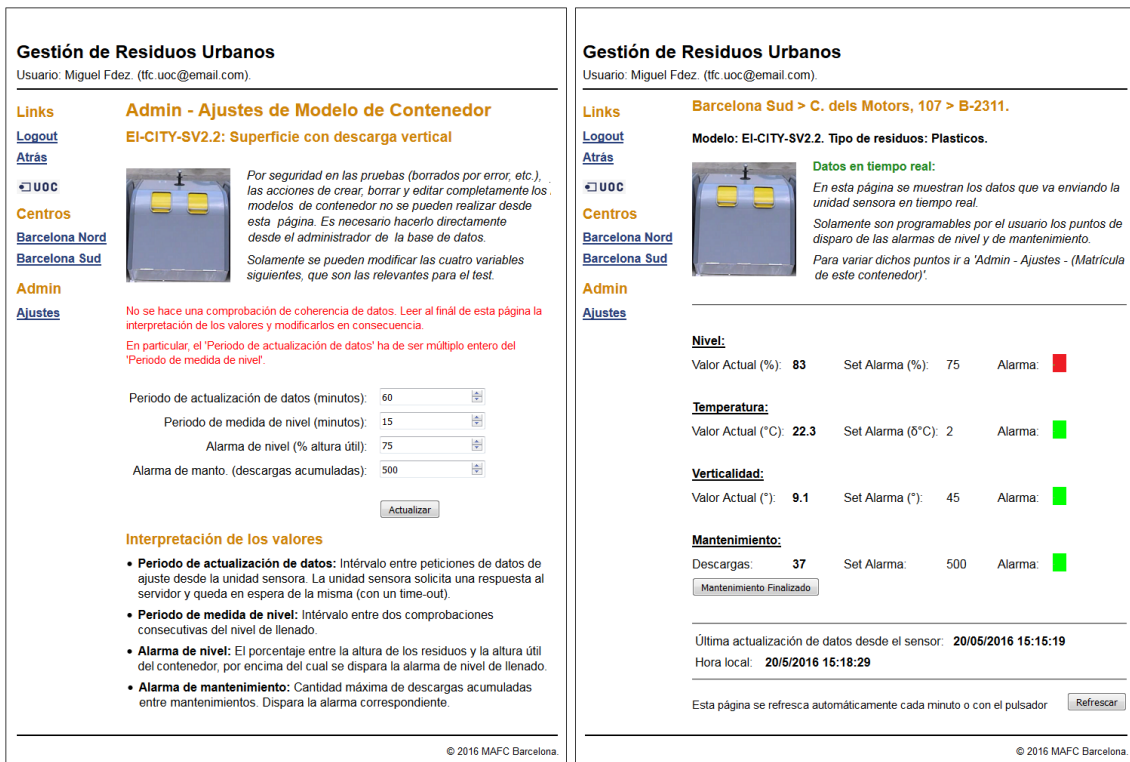 Gestión de Residuos Urbanos
Usuario: Miguel Fdez. (tfc.uoc@email.com).
Links
Logout
Atrás
UOC
Centros
Barcelona Nord
Barcelona Sud
Admin
Ajustes
Admin - Ajustes de Modelo de Contenedor
EI-CITY-SV2.2: Superficie con descarga vertical
Por seguridad en las pruebas (borrados por error, etc.),
las acciones de crear, borrar y editar completamente los
modelos de contenedor no se pueden realizar desde
esta página. Es necesario hacerlo directamente
desde el administrador de la base de datos.
Solamente se pueden modificar las cuatro variables
siguientes, que son las relevantes para el test.
No se hace una comprobación de coherencia de datos. Leer al finál de esta página la
interpretación de los valores y modificarlos en consecuencia.
En particular, el 'Periodo de actualización de datos' ha de ser múltiplo entero del
'Periodo de medida de nivel'.
Periodo de actualización de datos (minutos): 60
Periodo de medida de nivel (minutos): 15
Alarma de nivel (% altura útil): 75
Alarma de manto. (descargas acumuladas): 500
Actualizar
Interpretación de los valores
• Periodo de actualización de datos: Intérvalo entre peticiones de datos de
ajuste desde la unidad sensora. La unidad sensora solicita una respuesta al
servidor y queda en espera de la misma (con un time-out).
• Periodo de medida de nivel: Intérvalo entre dos comprobaciones
consecutivas del nivel de llenado.
• Alarma de nivel: El porcentaje entre la altura de los residuos y la altura útil
del contenedor, por encima del cual se dispara la alarma de nivel de llenado.
• Alarma de mantenimiento: Cantidad máxima de descargas acumuladas
entre mantenimientos. Dispara la alarma correspondiente.
© 2016 MAFC Barcelona.
Gestión de Residuos Urbanos
Usuario: Miguel Fdez. (tfc.uoc@email.com).
Links
Logout
Atrás
UOC
Centros
Barcelona Nord
Barcelona Sud
Admin
Ajustes
Barcelona Sud > C. dels Motors, 107 > B-2311.
Modelo: EI-CITY-SV2.2. Tipo de residuos: Plasticos.
Datos en tiempo real:
En esta página se muestran los datos que va enviando la
unidad sensora en tiempo real.
Solamente son programables por el usuario los puntos de
disparo de las alarmas de nivel y de mantenimiento.
Para variar dichos puntos ir a 'Admin - Ajustes - (Matrícula
de este contenedor)'.
Nivel:
Valor Actual (%): 83 Set Alarma (%): 75 Alarma:
Temperatura:
Valor Actual (°C): 22.3 Set Alarma (δ°C): 2 Alarma:
Verticalidad:
Valor Actual (°): 9.1 Set Alarma (°): 45 Alarma:
Mantenimiento:
Descargas: 37 Set Alarma: 500 Alarma:
Mantenimiento Finalizado
Última actualización de datos desde el sensor: 20/05/2016 15:15:19
Hora local: 20/5/2016 15:18:29
Esta página se refresca automáticamente cada minuto o con el pulsador Refrescar
© 2016 MAFC Barcelona.